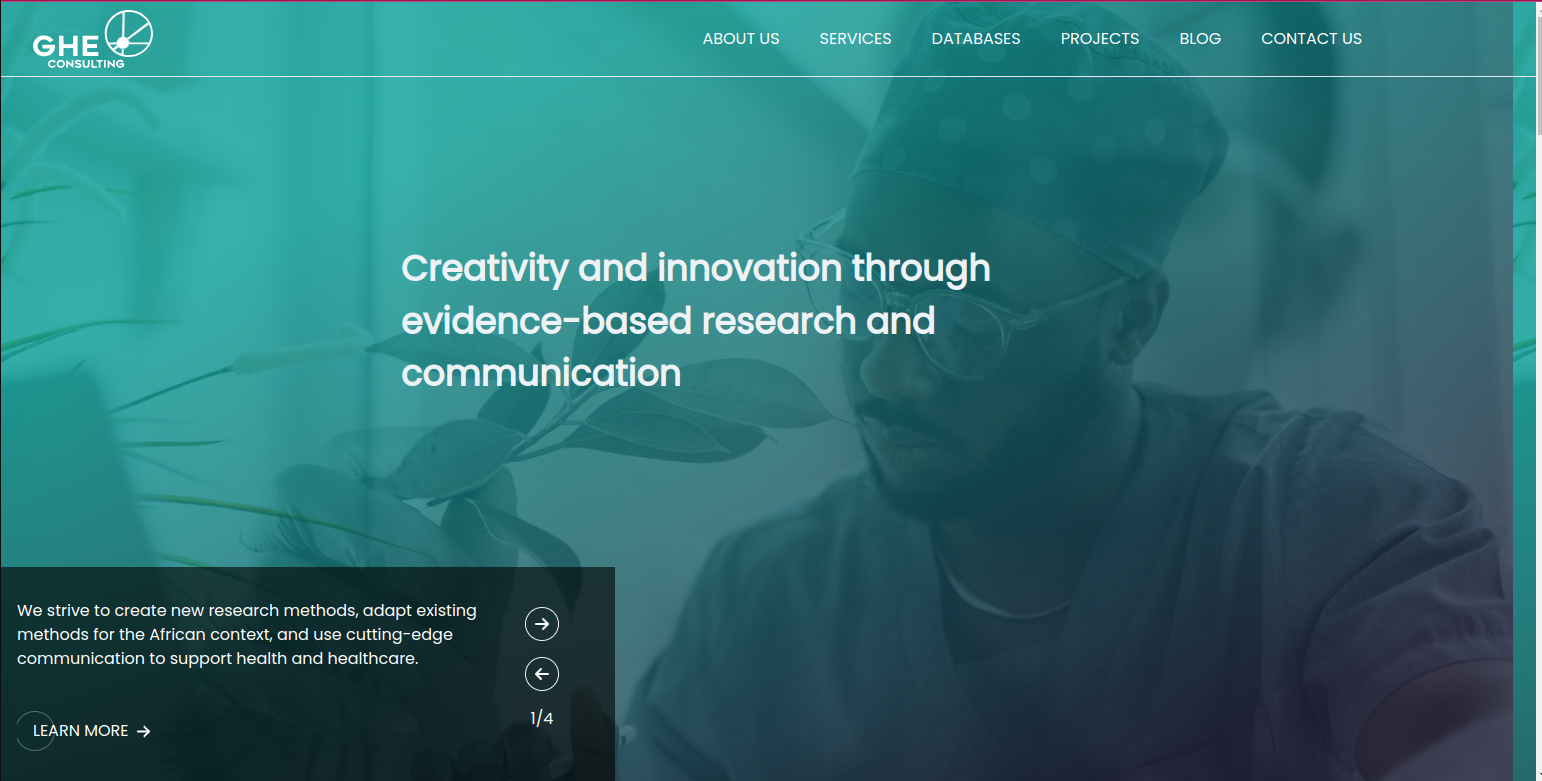 GHE
CONSULTING
ABOUT US SERVICES DATABASES PROJECTS BLOG CONTACT US
Creativity and innovation through
evidence-based research and
communication
We strive to create new research methods, adapt existing
methods for the African context, and use cutting-edge
communication to support health and healthcare.
1/4
LEARN MORE →